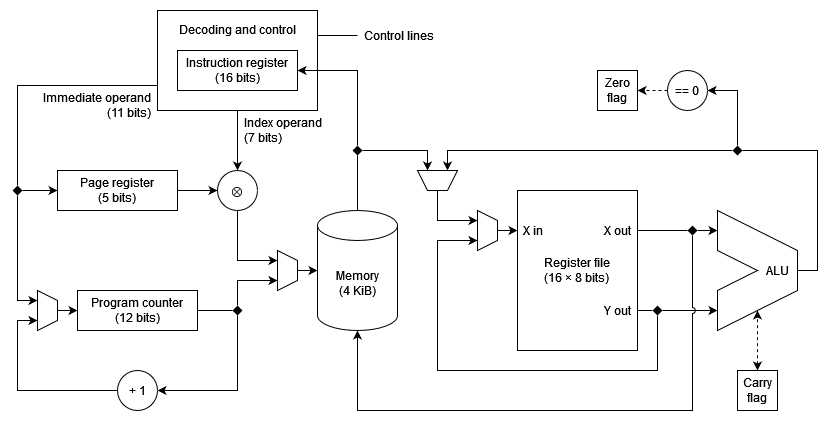 Decoding and control
Instruction register
(16 bits)
Control lines
Immediate operand
(11 bits)
Index operand
(7 bits)
Zero
flag
== 0
Page register
(5 bits)
⊗
X in
X out
Register file
(16 × 8 bits)
Y out
ALU
Memory
(4 KiB)
Program counter
(12 bits)
+ 1
Carry
flag